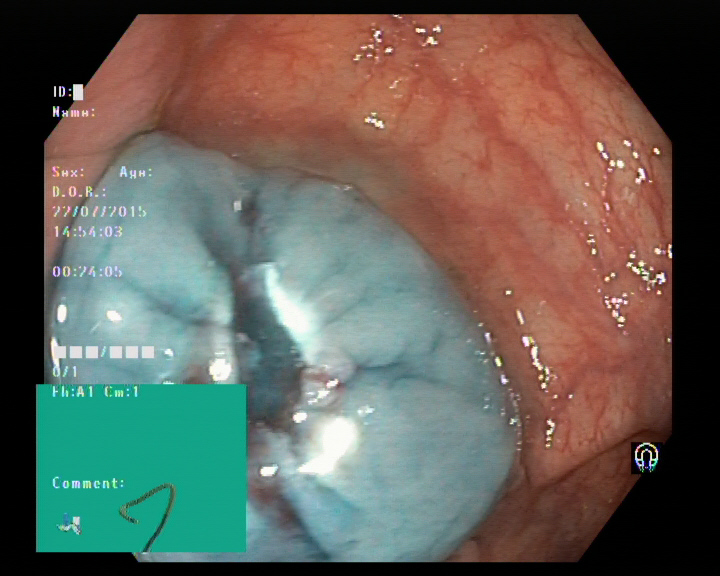 ID:
Name:
Sex: Age:
D.O.B.:
22/07/2015
14:54:03
00:24:05
/
0/1
Eh:A1 Cm:1
Comment: